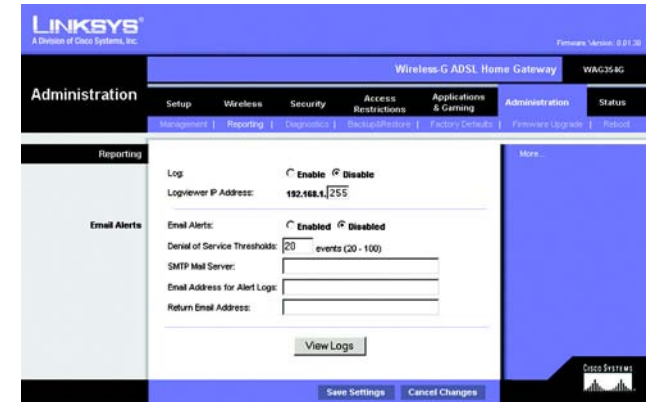 LINKSYS®
A Division of Cisco Systems, Inc.
Firmware Version: 0.01.30
Wireless-G ADSL Home Gateway WAG354G
Administration
Setup Wireless Security Access Restrictions Applications & Gaming Administration Status
Management | Reporting | Diagnostics | Backup&Restore | Factory Defaults | Firmware Upgrade | Reboot
Reporting
More...
Log: Enable Disable
Logviewer IP Address: 192.168.1. 255
Email Alerts
Email Alerts: Enabled Disabled
Denial of Service Thresholds: 20 events (20 - 100)
SMTP Mail Server:
Email Address for Alert Logs:
Return Email Address:
View Logs
Save Settings Cancel Changes
CISCO SYSTEMS